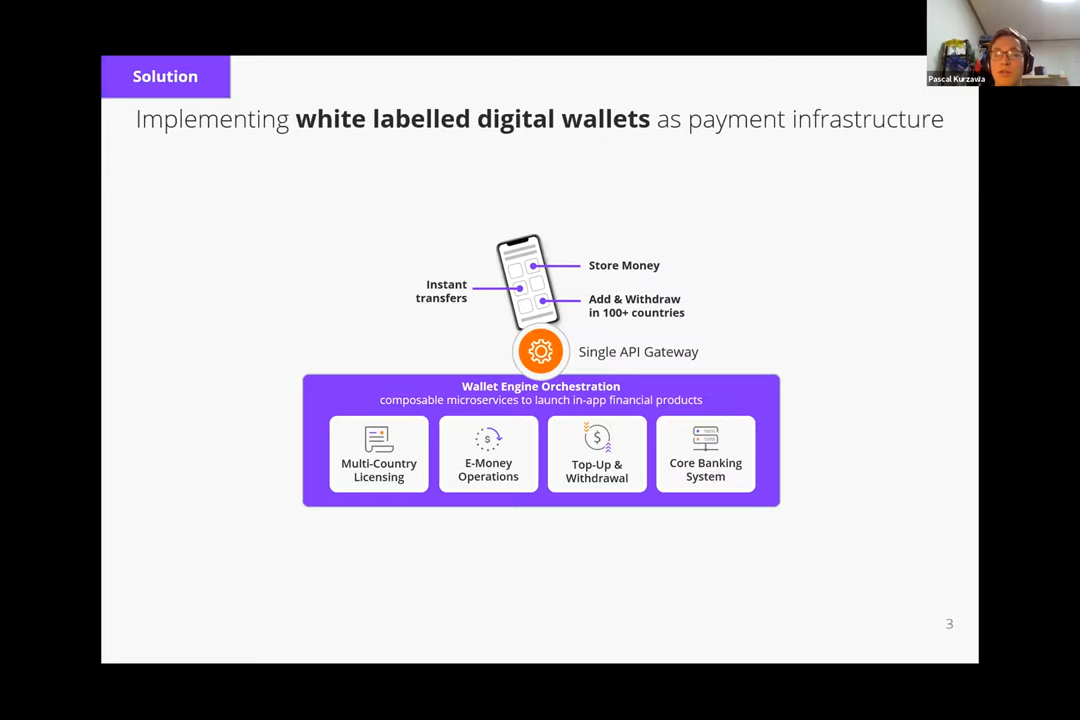 Solution
Pascal Kurzawa
Implementing white labelled digital wallets as payment infrastructure
Store Money
Instant
transfers
Add & Withdraw
in 100+ countries
Single API Gateway
Wallet Engine Orchestration
composable microservices to launch in-app financial products
Multi-Country
Licensing
E-Money
Operations
Top-Up &
Withdrawal
Core Banking
System
3